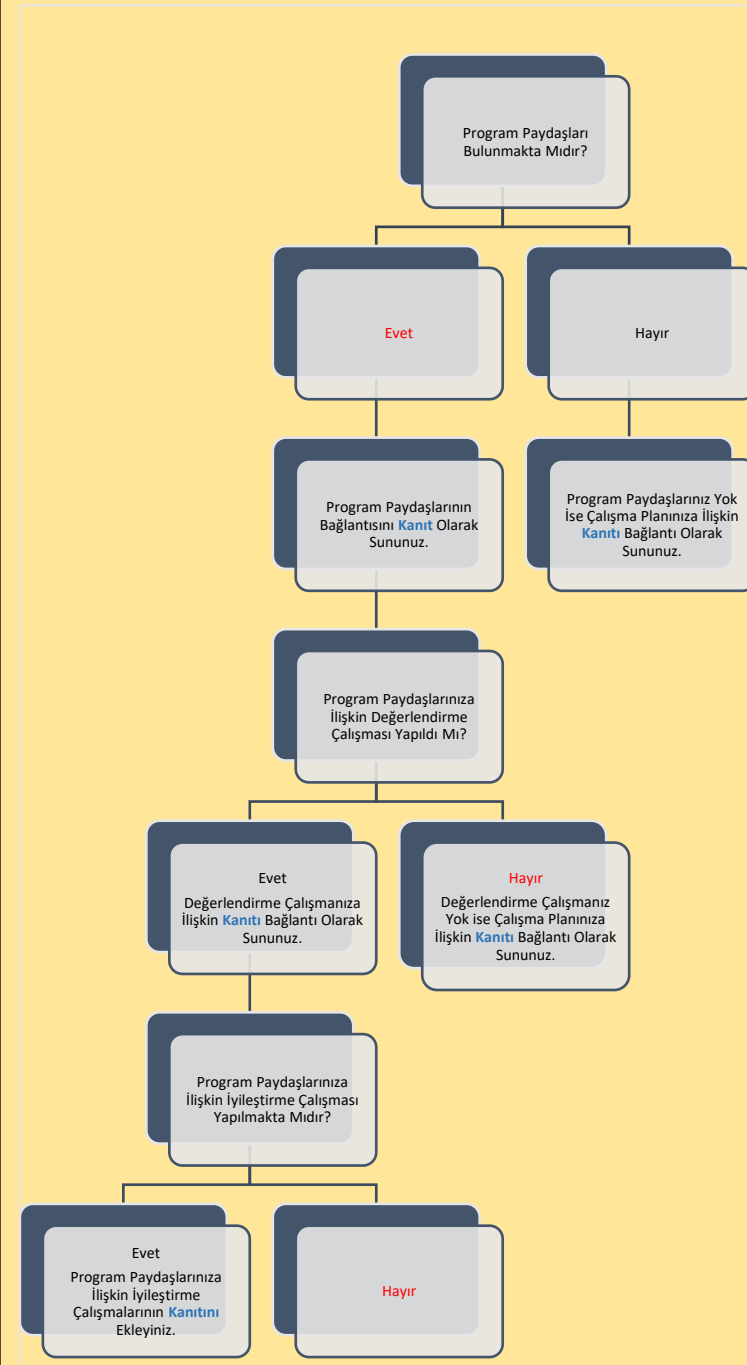 Program Paydaşları
Bulunmakta Mıdır?
Evet
Hayır
Program Paydaşlarının
Bağlantısını Kanıt Olarak
Sununuz.
Program Paydaşlarınız Yok
İse Çalışma Planınıza İlişkin
Kanıtı Bağlantı Olarak
Sununuz.
Program Paydaşlarınıza
İlişkin Değerlendirme
Çalışması Yapıldı Mı?
Evet
Değerlendirme Çalışmanıza
İlişkin Kanıtı Bağlantı Olarak
Sununuz.
Hayır
Değerlendirme Çalışmanız
Yok ise Çalışma Planınıza
İlişkin Kanıtı Bağlantı Olarak
Sununuz.
Program Paydaşlarınıza
İlişkin İyileştirme Çalışması
Yapılmakta Mıdır?
Evet
Program Paydaşlarınıza
İlişkin İyileştirme
Çalışmalarının Kanıtını
Ekleyiniz.
Hayır